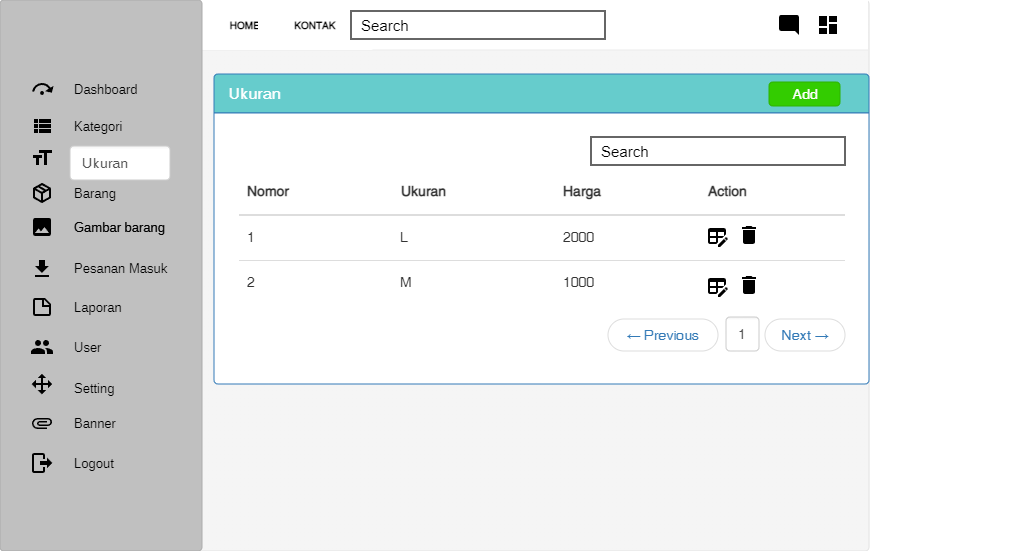 HOME KONTAK Search
Dashboard
Kategori
Ukuran
Barang
Gambar barang
Pesanan Masuk
Laporan
User
Setting
Banner
Logout
Ukuran Add
Search
Nomor Ukuran Harga Action
1 L 2000
2 M 1000
← Previous 1 Next →